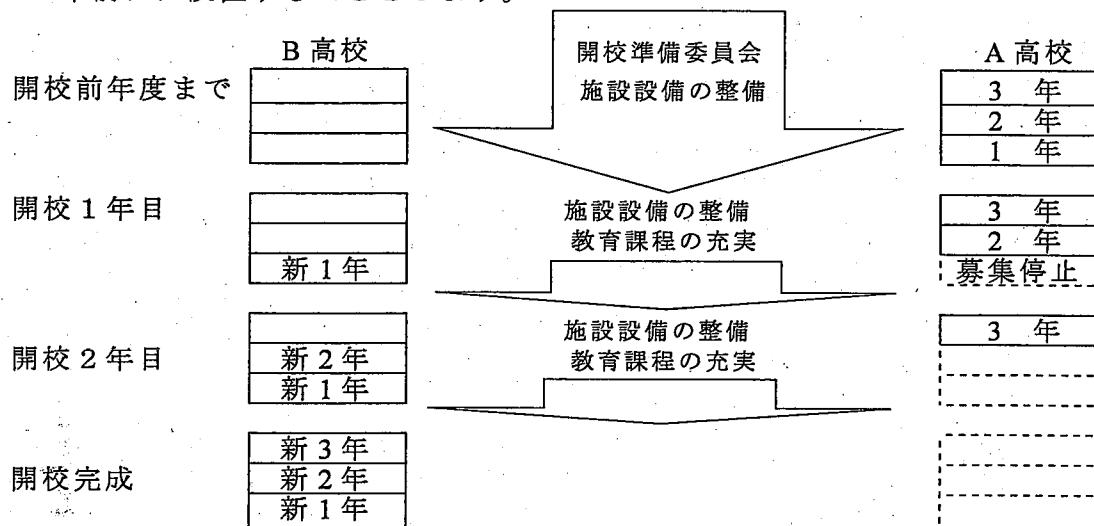 B 高校
開校準備委員会
A 高校
開校前年度まで
施設設備の整備
3 年
2 年
1 年
開校1年目
施設設備の整備
教育課程の充実
3 年
2 年
新1年
募集停止
開校2年目
施設設備の整備
教育課程の充実
3 年
新2年
新1年
開校完成
新3年
新2年
新1年